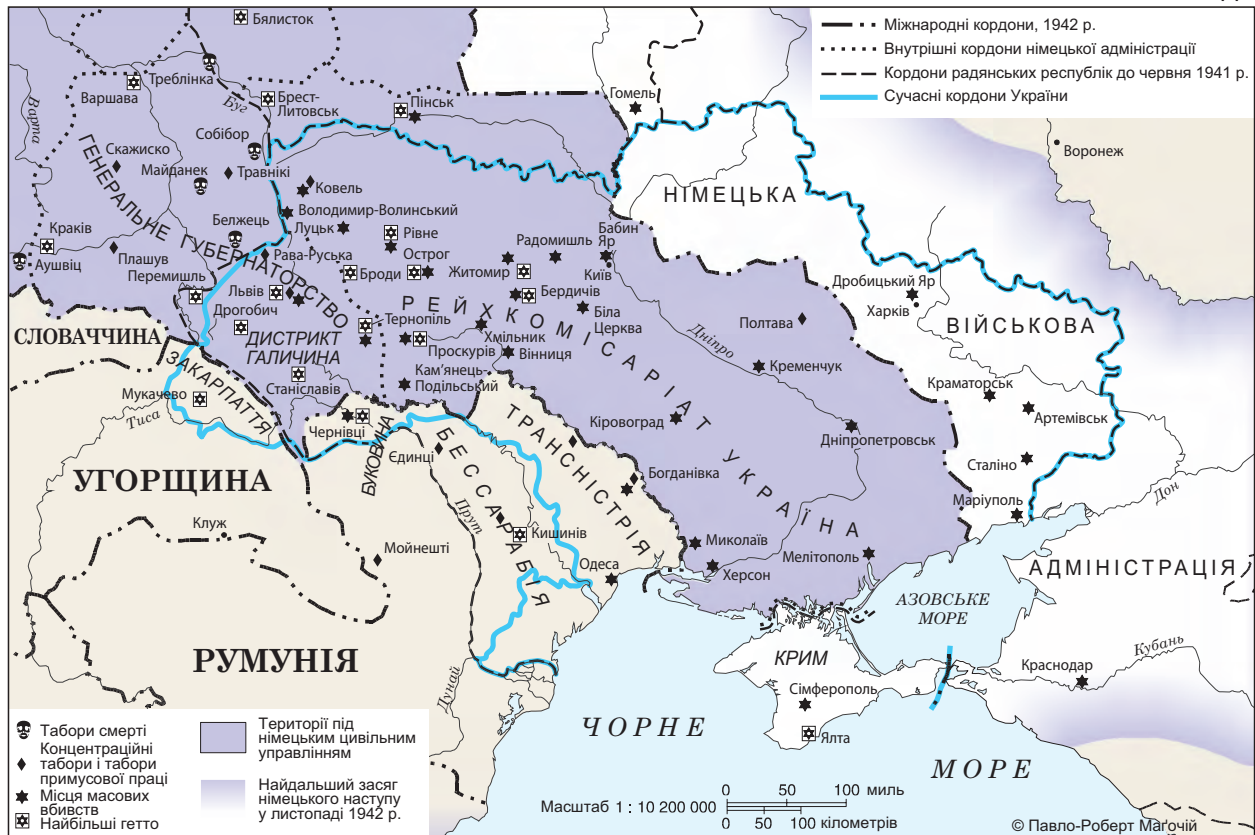 Міжнародні кордони, 1942 р.
Внутрішні кордони німецької адміністрації
Кордони радянських республік до червня 1941 р.
Сучасні кордони України
Бялисток
Треблінка
Варшава
Варта
Буг
Брест-
Литовськ
Пінськ
Гомель
Воронеж
Собібор
Скажиско
Майданек
Травнікі
Ковель
НІМЕЦЬКА
ГЕНЕРАЛЬНЕ ГУБЕРНАТОРСТВО
Володимир-Волинський
Белжець
Луцьк
Рівне
Краків
Аушвіц
Плашув
Перемишль
Рава-Руська
Острог
Броди
Радомишль
Бабин
Яр
Київ
Житомир
Дробицький Яр
Харків
Львів
Дрогобич
РЕЙХКОМІСАРІАТ УКРАЇНА
Бердичів
Біла
Церква
Полтава
ВІЙСЬКОВА
СЛОВАЧЧИНА
ДИСТРИКТ
ГАЛИЧИНА
Тернопіль
Проскурів
Хмільник
Вінниця
Дніпро
Кременчук
ЗАКАРПАТТЯ
Станіславів
Кам’янець-
Подільський
Краматорськ
Мукачево
Тиса
Артемівськ
Чернівці
БУКОВИНА
ТРАНСНІСТРІЯ
Кіровоград
Дніпропетровськ
Єдинці
БЕССАРАБІЯ
Богданівка
Сталіно
УГОРЩИНА
Маріуполь
Дон
Клуж
Прут
Кишинів
Миколаїв
Мойнешті
Мелітополь
Одеса
Херсон
АДМІНІСТРАЦІЯ
АЗОВСЬКЕ
МОРЕ
РУМУНІЯ
КРИМ
Краснодар
Кубань
Дунай
Сімферополь
ЧОРНЕ
Ялта
МОРЕ
Табори смерті
Концентраційні
табори і табори
примусової праці
Місця масових
вбивств
Найбільші гетто
Території під
німецьким цивільним
управлінням
Найдальший засяг
німецького наступу
у листопаді 1942 р.
0 50 100 миль
Масштаб 1 : 10 200 000
0 50 100 кілометрів
© Павло-Роберт Маґочій